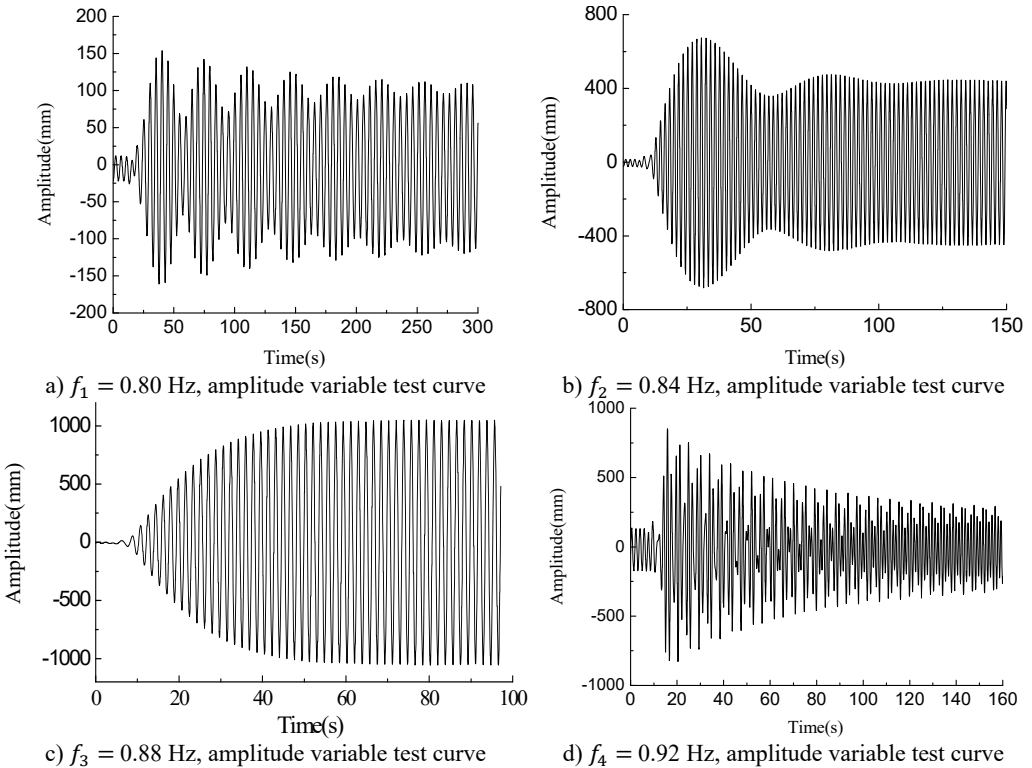 200
150
100
50
0
-50
-100
-150
-200
Amplitude(mm)
0 50 100 150 200 250 300
Time(s)
a) f₁ = 0.80 Hz, amplitude variable test curve
800
400
0
-400
-800
Amplitude(mm)
0 50 100 150
Time(s)
b) f₂ = 0.84 Hz, amplitude variable test curve
1000
500
0
-500
-1000
Amplitude(mm)
0 20 40 60 80 100
Time(s)
c) f₃ = 0.88 Hz, amplitude variable test curve
1000
500
0
-500
-1000
Amplitude(mm)
0 20 40 60 80 100 120 140 160
Time(s)
d) f₄ = 0.92 Hz, amplitude variable test curve